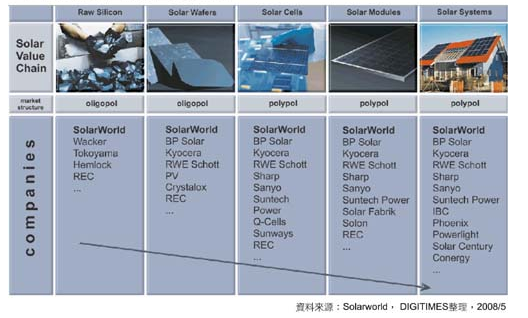 Raw Silicon
Solar Wafers
Solar Cells
Solar Modules
Solar Systems
Solar
Value
Chain
market
structure
oligopol
oligopol
polypol
polypol
polypol
companies
SolarWorld
Wacker
Tokoyama
Hemlock
REC
...
SolarWorld
BP Solar
Kyocera
RWE Schott
PV
Crystalox
REC
...
SolarWorld
BP Solar
Kyocera
RWE Schott
Sharp
Sanyo
Suntech
Power
Q-Cells
Sunways
REC
...
SolarWorld
BP Solar
Kyocera
RWE Schott
Sharp
Sanyo
Suntech Power
Solar Fabrik
Solon
REC
...
SolarWorld
BP Solar
Kyocera
RWE Schott
Sharp
Sanyo
Suntech Power
IBC
Phoenix
Powerlight
Solar Century
Conergy
...
資料來源：Solarworld，DIGITIMES整理，2008/5